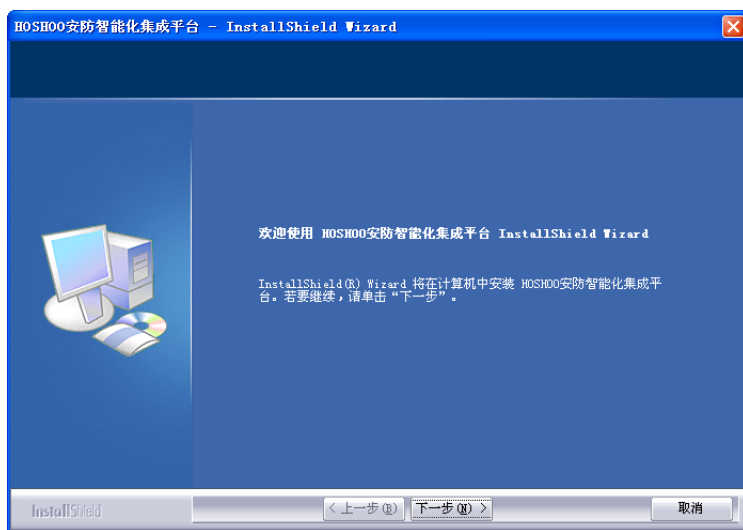 HOSHOO安防智能化集成平台 - InstallShield Wizard
欢迎使用 HOSHOO安防智能化集成平台 InstallShield Wizard
InstallShield(R) Wizard 将在计算机中安装 HOSHOO安防智能化集成平
台。若要继续，请单击“下一步”。
InstallShield
< 上一步(B) 下一步(N) > 取消